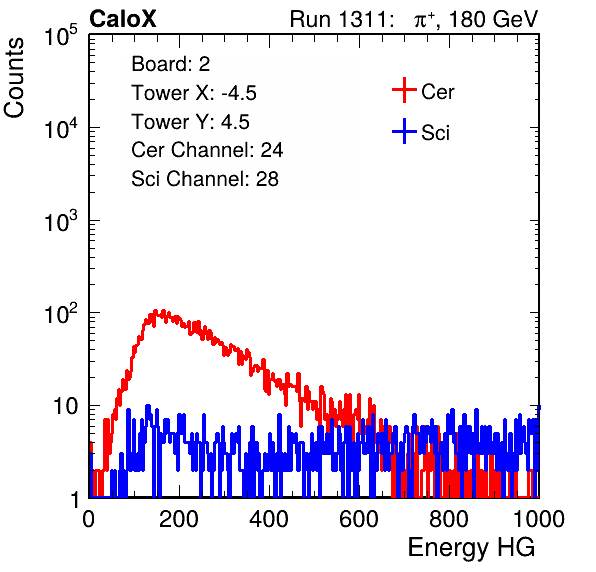 CaloX Run 1311: π⁺, 180 GeV
Counts
Board: 2
Tower X: -4.5
Tower Y: 4.5
Cer Channel: 24
Sci Channel: 28
Cer
Sci
10⁵
10⁴
10³
10²
10
1
0 200 400 600 800 1000
Energy HG